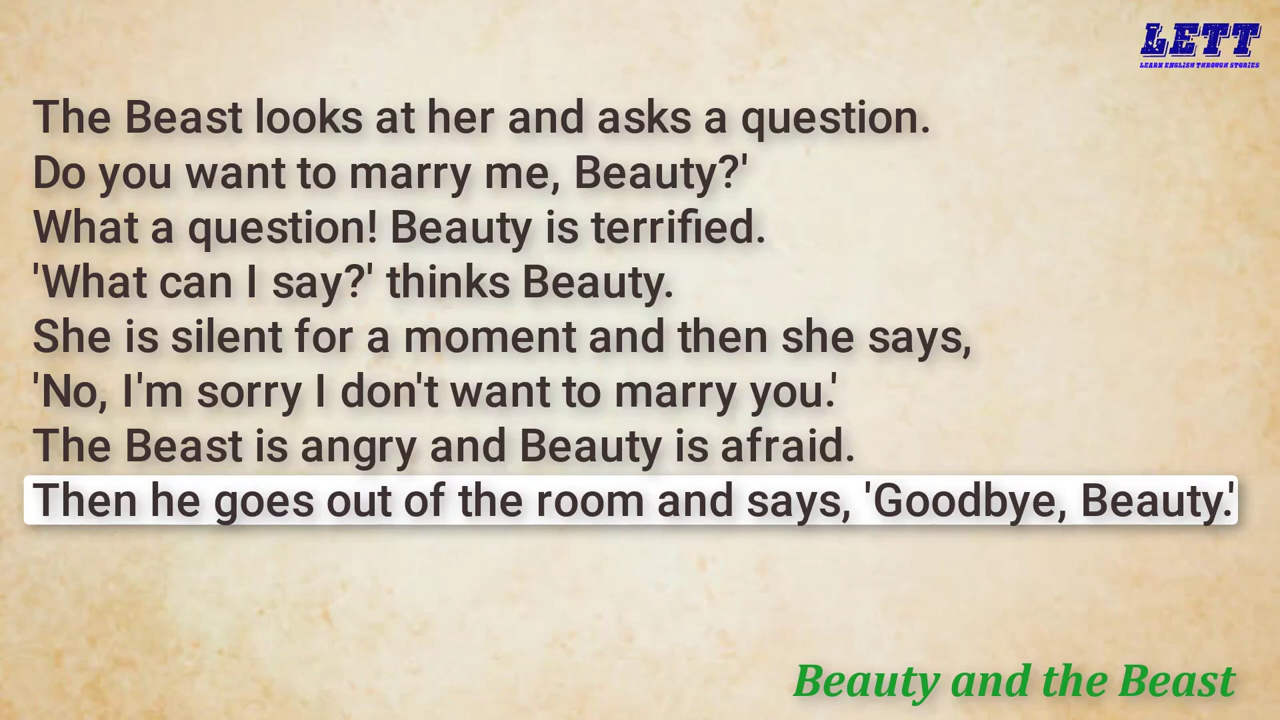 LETT
LEARN ENGLISH THROUGH STORIES
The Beast looks at her and asks a question.
Do you want to marry me, Beauty?'
What a question! Beauty is terrified.
'What can I say?' thinks Beauty.
She is silent for a moment and then she says,
'No, I'm sorry I don't want to marry you.'
The Beast is angry and Beauty is afraid.
Then he goes out of the room and says, 'Goodbye, Beauty.'
Beauty and the Beast